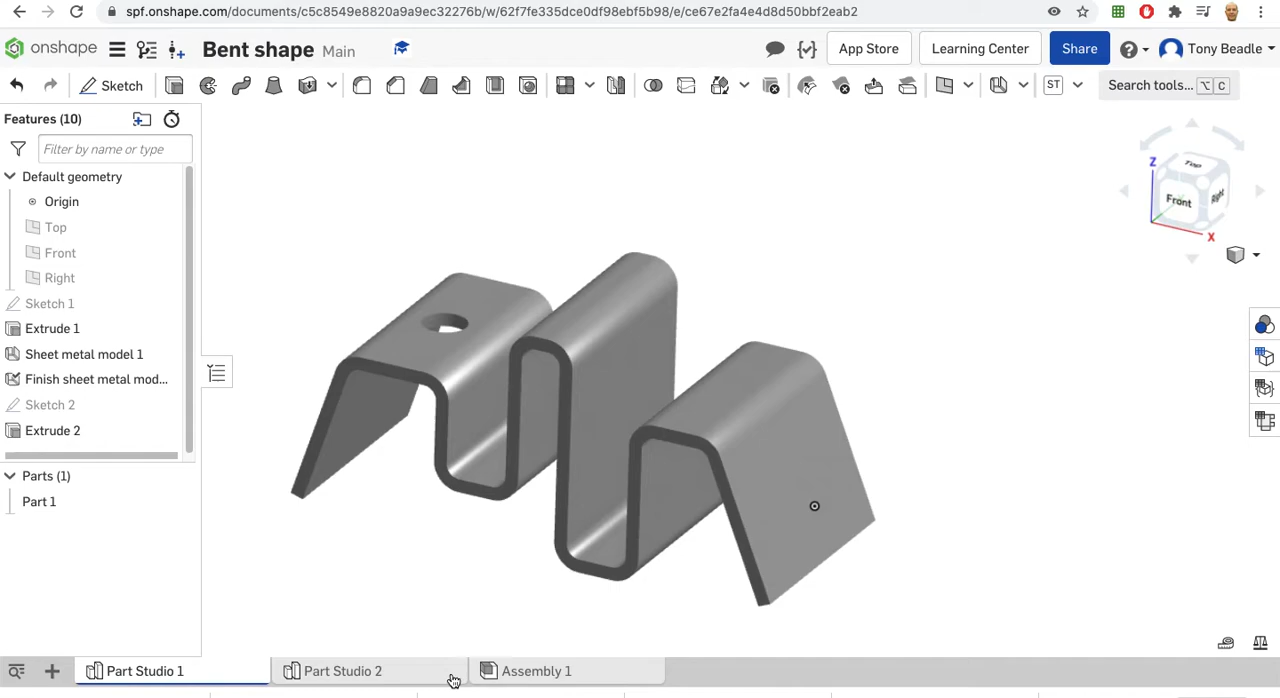 spf.onshape.com/documents/c5c8549e8820a9a9ec32276b/w/62f7fe335dce0df98ebf5b98/e/ce67e2fa4e4d8d50bbf2eab2
onshape Bent shape Main App Store Learning Center Share Tony Beadle
Sketch ST Search tools... ⌥ C
Features (10)
Filter by name or type
Default geometry
Origin
Top
Front
Right
Sketch 1
Extrude 1
Sheet metal model 1
Finish sheet metal mod...
Sketch 2
Extrude 2
Parts (1)
Part 1
Z Top
Front Right
X
Part Studio 1 Part Studio 2 Assembly 1